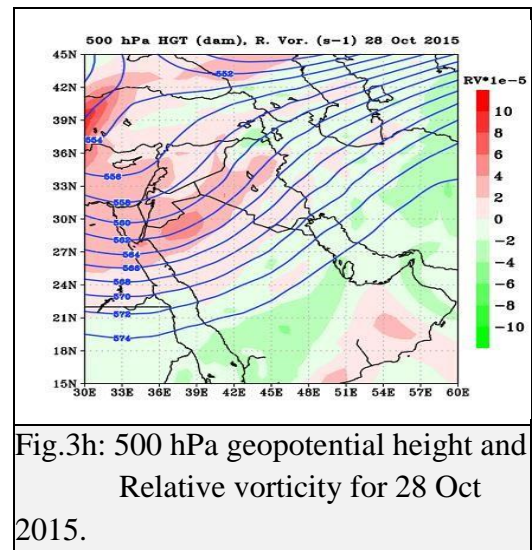 500 hPa HGT (dam), R. Vor. (s-1) 28 Oct 2015
RV*1e-5
45N
42N
39N
36N
33N
30N
27N
24N
21N
18N
15N
30E 33E 36E 39E 42E 45E 48E 51E 54E 57E 60E
552
554
556
558
560
562
564
566
568
570
572
574
10
8
6
4
2
0
-2
-4
-6
-8
-10
Fig.3h: 500 hPa geopotential height and
Relative vorticity for 28 Oct
2015.